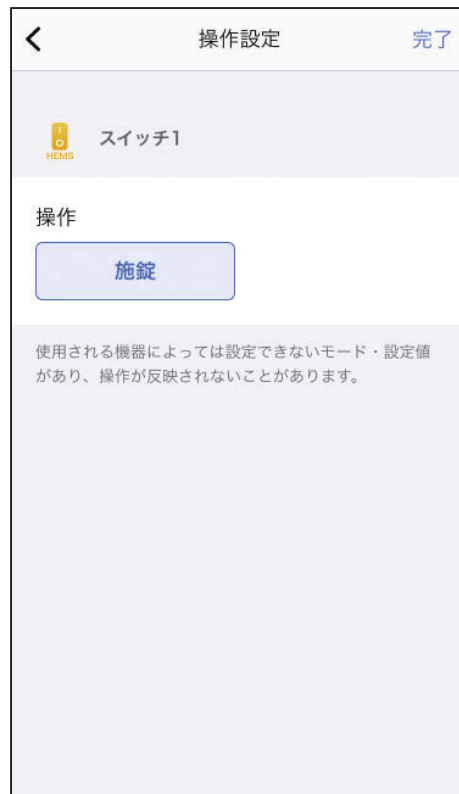 操作設定 完了
HEMS スイッチ1
操作
施錠
使用される機器によっては設定できないモード・設定値
があり、操作が反映されないことがあります。